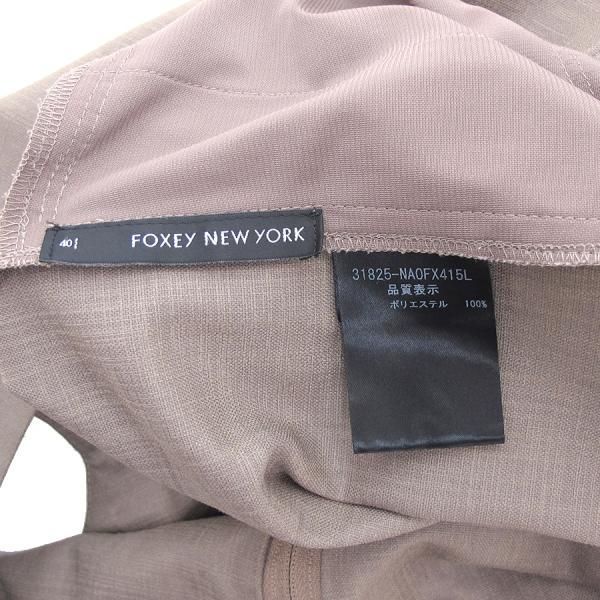 40
FOXEY NEW YORK
31825-NAOFX415L
品質表示
ポリエステル 100%